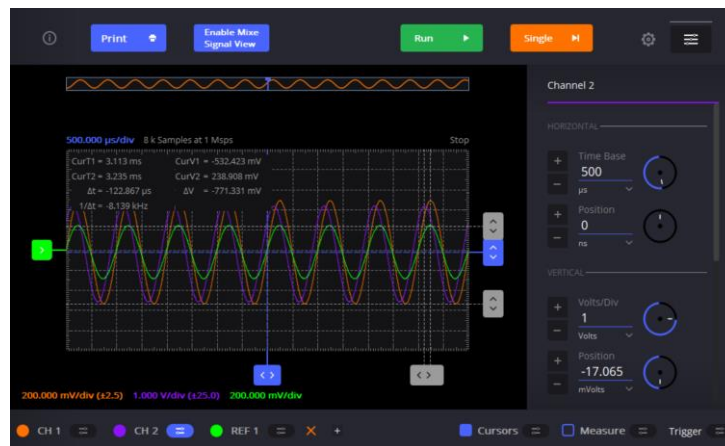 Print
Enable Mixe
Signal View
Run
Single
Channel 2
HORIZONTAL
Time Base
500
µs
Position
0
ns
VERTICAL
Volts/Div
1
Volts
Position
-17.065
mVolts
500.000 µs/div 8 k Samples at 1 Msps Stop
CurT1 = 3.113 ms CurV1 = -532.423 mV
CurT2 = 3.235 ms CurV2 = 238.908 mV
Δt = -122.867 µs ΔV = -771.331 mV
1/Δt = -8.139 kHz
200.000 mV/div (±2.5) 1.000 V/div (±25.0) 200.000 mV/div
CH 1 CH 2 REF 1 Cursors Measure Trigger